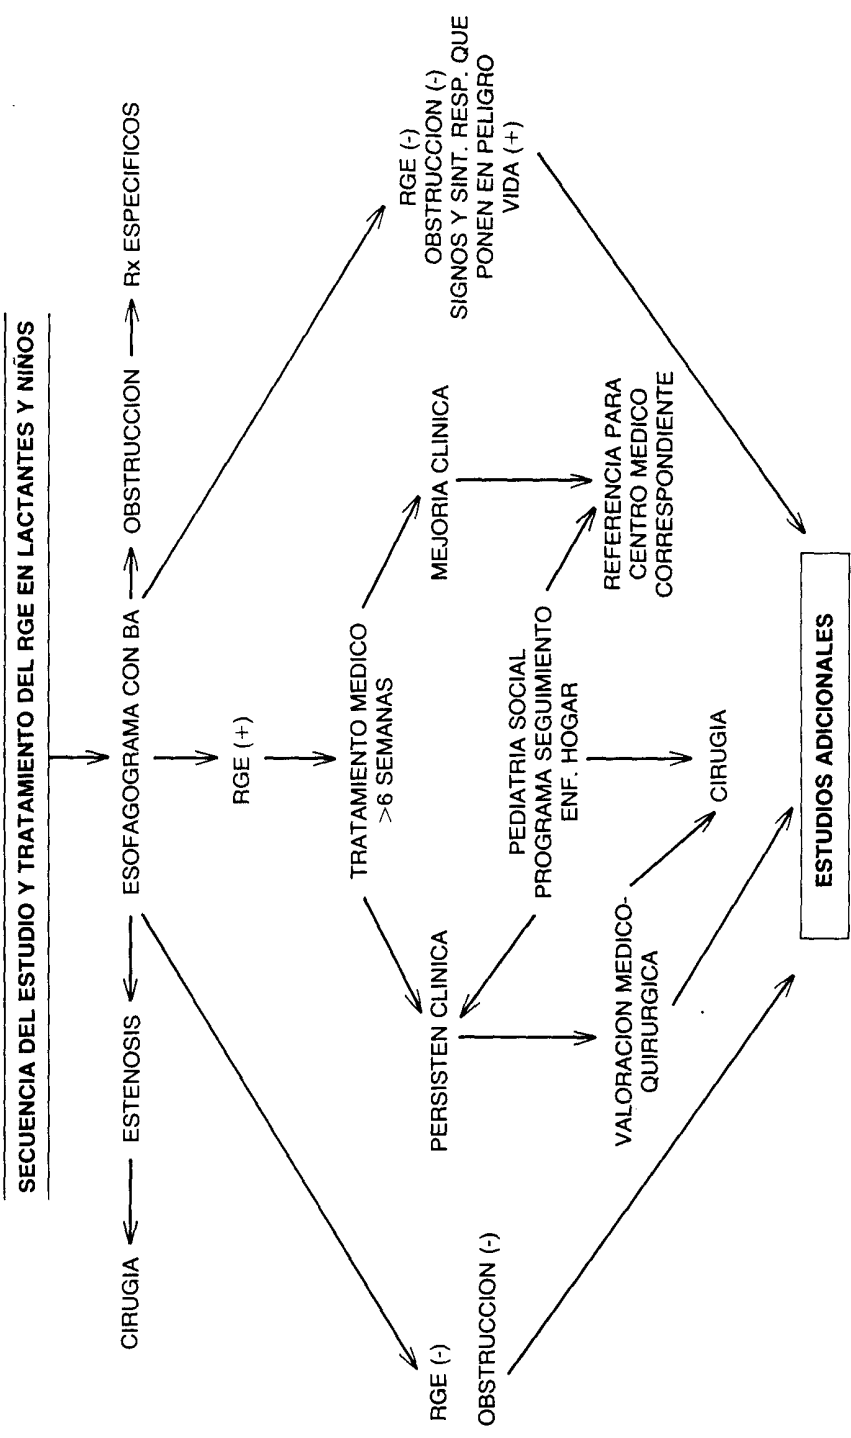 SECUENCIA DEL ESTUDIO Y TRATAMIENTO DEL RGE EN LACTANTES Y NIÑOS
CIRUGIA
ESTENOSIS
ESOFAGOGRAMA CON BA
OBSTRUCCION
Rx ESPECIFICOS
RGE (+)
TRATAMIENTO MEDICO
>6 SEMANAS
RGE (-)
OBSTRUCCION (-)
PERSISTEN CLINICA
MEJORIA CLINICA
RGE (-)
OBSTRUCCION (-)
SIGNOS Y SINT. RESP. QUE
PONEN EN PELIGRO
VIDA (+)
PEDIATRIA SOCIAL
PROGRAMA SEGUIMIENTO
ENF. HOGAR
VALORACION MEDICO-
QUIRURGICA
REFERENCIA PARA
CENTRO MEDICO
CORRESPONDIENTE
CIRUGIA
ESTUDIOS ADICIONALES